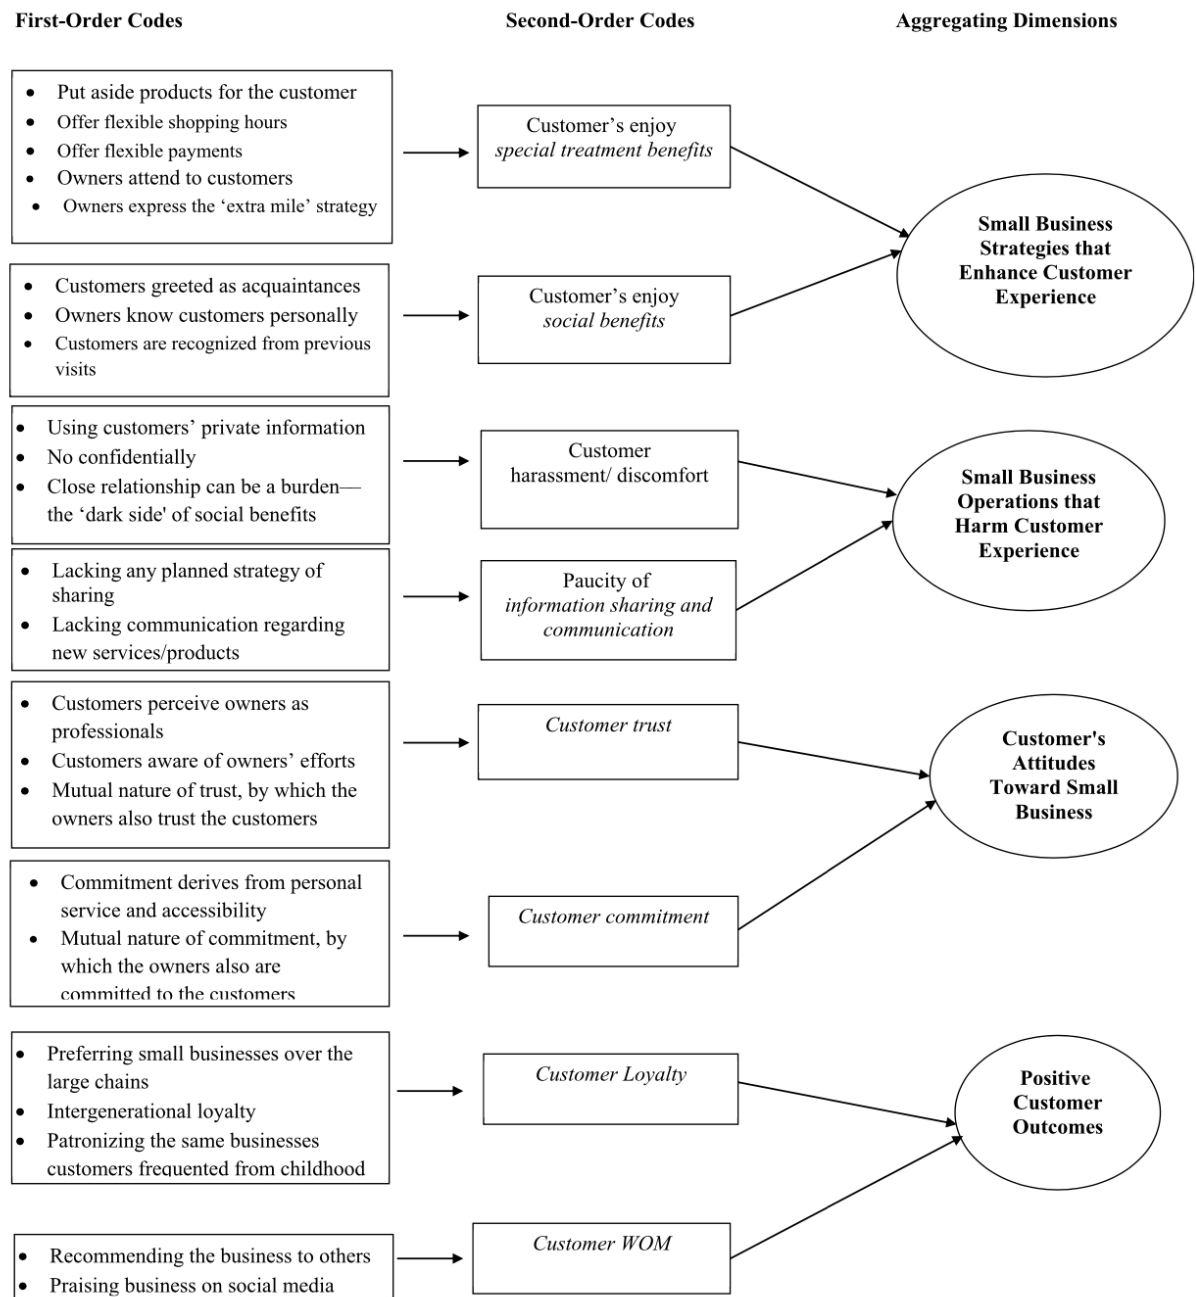 First-Order Codes
Second-Order Codes
Aggregating Dimensions
• Put aside products for the customer
• Offer flexible shopping hours
• Offer flexible payments
• Owners attend to customers
• Owners express the ‘extra mile’ strategy
Customer’s enjoy
special treatment benefits
Small Business
Strategies that
Enhance Customer
Experience
• Customers greeted as acquaintances
• Owners know customers personally
• Customers are recognized from previous
visits
Customer’s enjoy
social benefits
• Using customers’ private information
• No confidentially
• Close relationship can be a burden—
the ‘dark side' of social benefits
Customer
harassment/ discomfort
Small Business
Operations that
Harm Customer
Experience
• Lacking any planned strategy of
sharing
• Lacking communication regarding
new services/products
Paucity of
information sharing and
communication
• Customers perceive owners as
professionals
• Customers aware of owners’ efforts
• Mutual nature of trust, by which the
owners also trust the customers
Customer trust
Customer's
Attitudes
Toward Small
Business
• Commitment derives from personal
service and accessibility
• Mutual nature of commitment, by
which the owners also are
committed to the customers
Customer commitment
• Preferring small businesses over the
large chains
• Intergenerational loyalty
• Patronizing the same businesses
customers frequented from childhood
Customer Loyalty
Positive
Customer
Outcomes
• Recommending the business to others
• Praising business on social media
Customer WOM